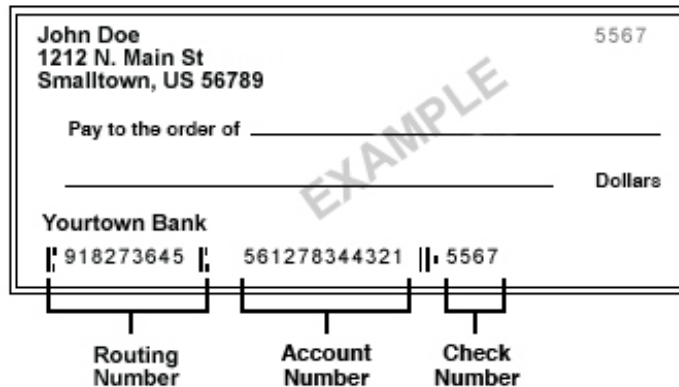 John Doe 5567
1212 N. Main St
Smalltown, US 56789
EXAMPLE
Pay to the order of
Dollars
Yourtown Bank
918273645 561278344321 5567
Routing Account Check
Number Number Number